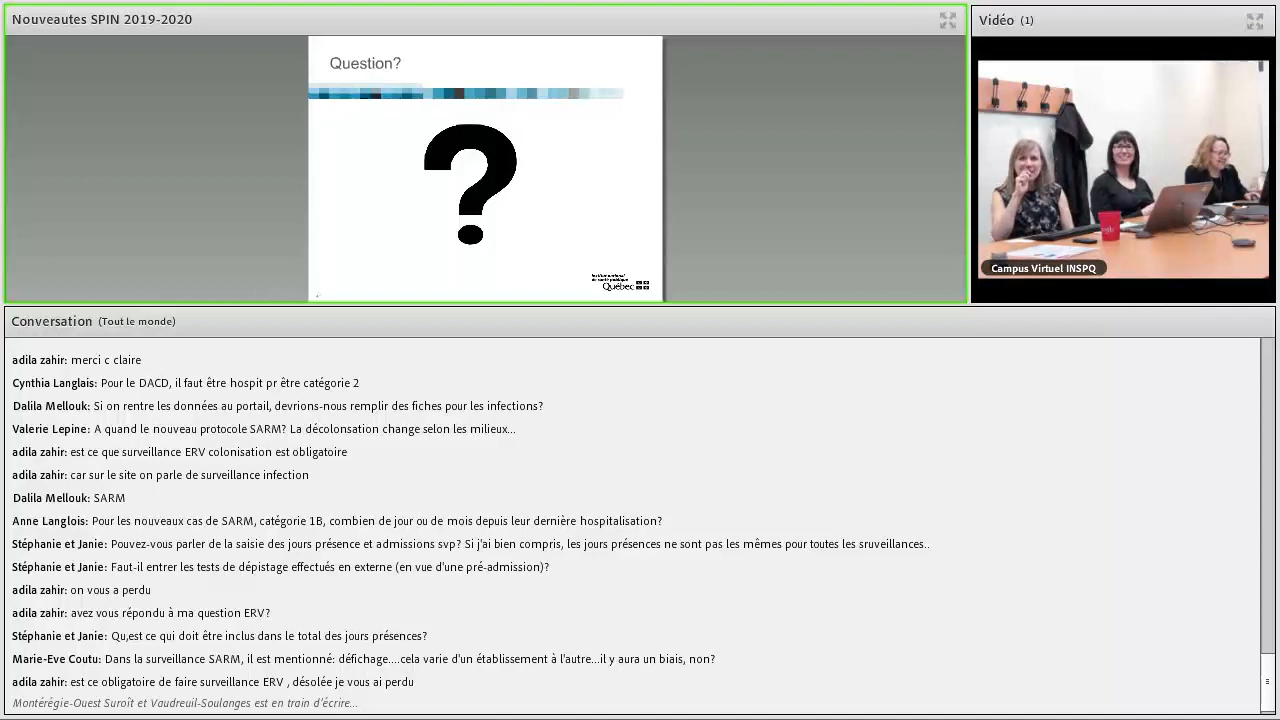 Nouveautes SPIN 2019-2020
Question?
?
Institut national
de santé publique
Québec
Vidéo (1)
Campus Virtuel INSPQ
Conversation (Tout le monde)
adila zahir: merci c claire
Cynthia Langlais: Pour le DACD, il faut être hospit pr être catégorie 2
Dalila Mellouk: Si on rentre les données au portail, devrions-nous remplir des fiches pour les infections?
Valerie Lepine: A quand le nouveau protocole SARM? La décolonsation change selon les milieux...
adila zahir: est ce que surveillance ERV colonisation est obligatoire
adila zahir: car sur le site on parle de surveillance infection
Dalila Mellouk: SARM
Anne Langlois: Pour les nouveaux cas de SARM, catégorie 1B, combien de jour ou de mois depuis leur dernière hospitalisation?
Stéphanie et Janie: Pouvez-vous parler de la saisie des jours présence et admissions svp? Si j'ai bien compris, les jours présences ne sont pas les mêmes pour toutes les sruveillances..
Stéphanie et Janie: Faut-il entrer les tests de dépistage effectués en externe (en vue d'une pré-admission)?
adila zahir: on vous a perdu
adila zahir: avez vous répondu à ma question ERV?
Stéphanie et Janie: Qu,est ce qui doit être inclus dans le total des jours présences?
Marie-Eve Coutu: Dans la surveillance SARM, il est mentionné: défichage....cela varie d'un établissement à l'autre...il y aura un biais, non?
adila zahir: est ce obligatoire de faire surveillance ERV , désolée je vous ai perdu
Montérégie-Ouest Suroît et Vaudreuil-Soulanges est en train d'écrire...